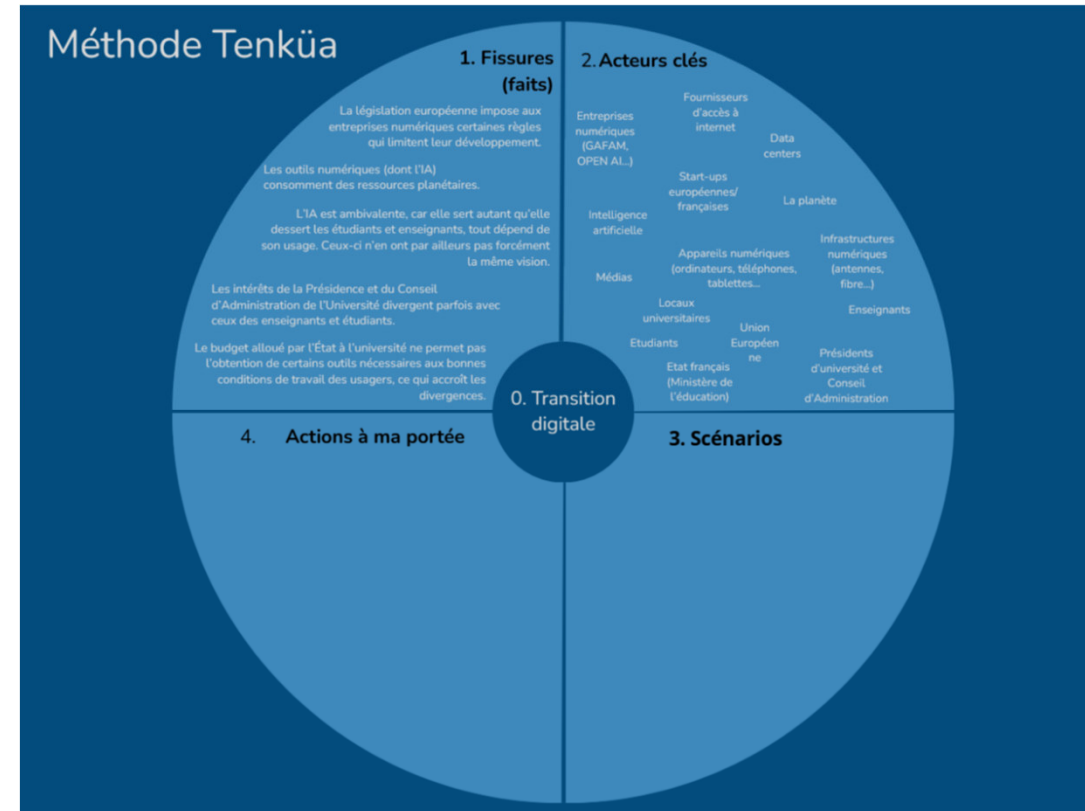 Méthode Tenküa
1. Fissures
(faits)
La législation européenne impose aux
entreprises numériques certaines règles
qui limitent leur développement.
Les outils numériques (dont l'IA)
consomment des ressources planétaires.
L'IA est ambivalente, car elle sert autant qu'elle
dessert les étudiants et enseignants, tout dépend de
son usage. Ceux-ci n'en ont par ailleurs pas forcément
la même vision.
Les intérêts de la Présidence et du Conseil
d'Administration de l'Université divergent parfois avec
ceux des enseignants et étudiants.
Le budget alloué par l'État à l'université ne permet pas
l'obtention de certains outils nécessaires aux bonnes
conditions de travail des usagers, ce qui accroît les
divergences.
2. Acteurs clés
Fournisseurs
d'accès à
internet
Entreprises
numériques
(GAFAM,
OPEN AI...)
Data
centers
Start-ups
européennes/
françaises
La planète
Intelligence
artificielle
Infrastructures
numériques
(antennes,
fibre...)
Appareils numériques
(ordinateurs, téléphones,
tablettes...
Médias
Locaux
universitaires
Enseignants
Union
Européen
ne
Etudiants
Etat français
(Ministère de
l'éducation)
Présidents
d'université et
Conseil
d'Administration
0. Transition
digitale
4. Actions à ma portée
3. Scénarios